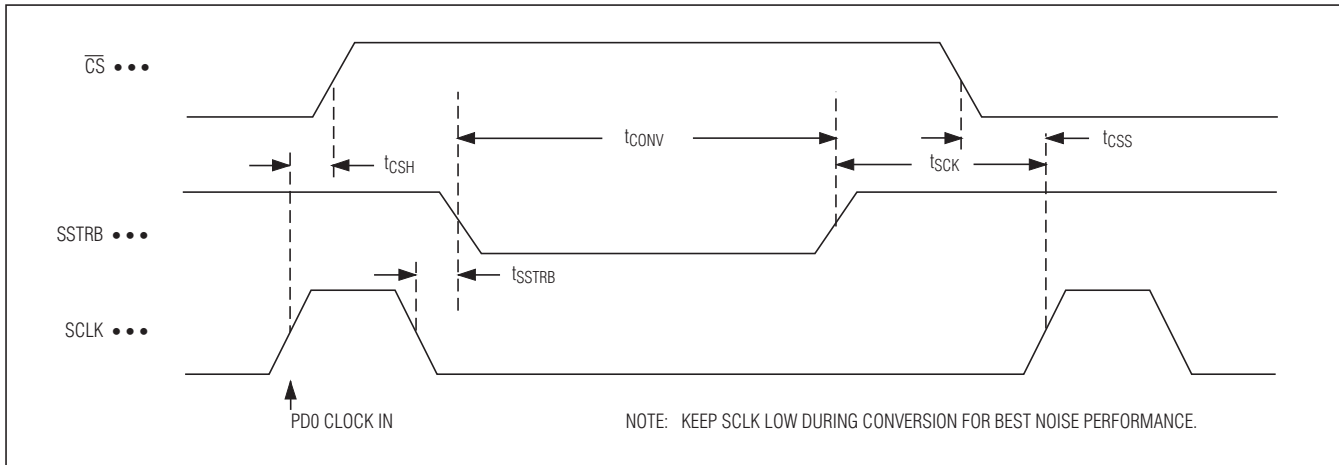 C̅S̅ •••
tCONV
tCSS
tCSH
tSCK
SSTRB •••
tSSTRB
SCLK •••
PD0 CLOCK IN
NOTE: KEEP SCLK LOW DURING CONVERSION FOR BEST NOISE PERFORMANCE.